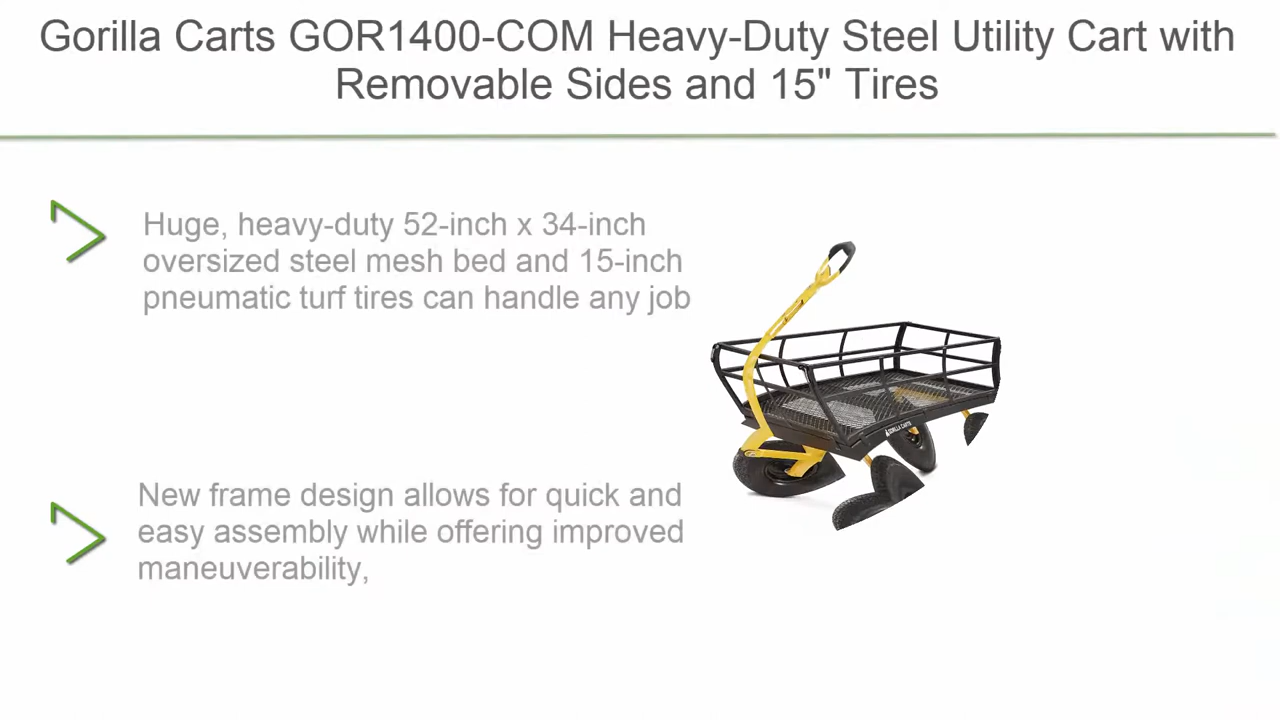 Gorilla Carts GOR1400-COM Heavy-Duty Steel Utility Cart with
Removable Sides and 15" Tires
Huge, heavy-duty 52-inch x 34-inch
oversized steel mesh bed and 15-inch
pneumatic turf tires can handle any job
GORILLA CARTS
New frame design allows for quick and
easy assembly while offering improved
maneuverability,